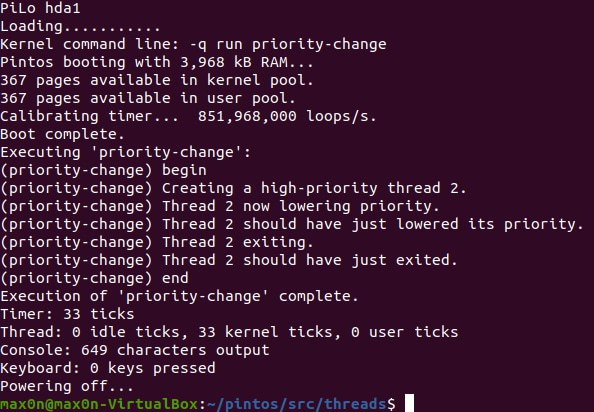 PiLo hda1
Loading...........
Kernel command line: -q run priority-change
Pintos booting with 3,968 kB RAM...
367 pages available in kernel pool.
367 pages available in user pool.
Calibrating timer...  851,968,000 loops/s.
Boot complete.
Executing 'priority-change':
(priority-change) begin
(priority-change) Creating a high-priority thread 2.
(priority-change) Thread 2 now lowering priority.
(priority-change) Thread 2 should have just lowered its priority.
(priority-change) Thread 2 exiting.
(priority-change) Thread 2 should have just exited.
(priority-change) end
Execution of 'priority-change' complete.
Timer: 33 ticks
Thread: 0 idle ticks, 33 kernel ticks, 0 user ticks
Console: 649 characters output
Keyboard: 0 keys pressed
Powering off...
max0n@max0n-VirtualBox:~/pintos/src/threads$